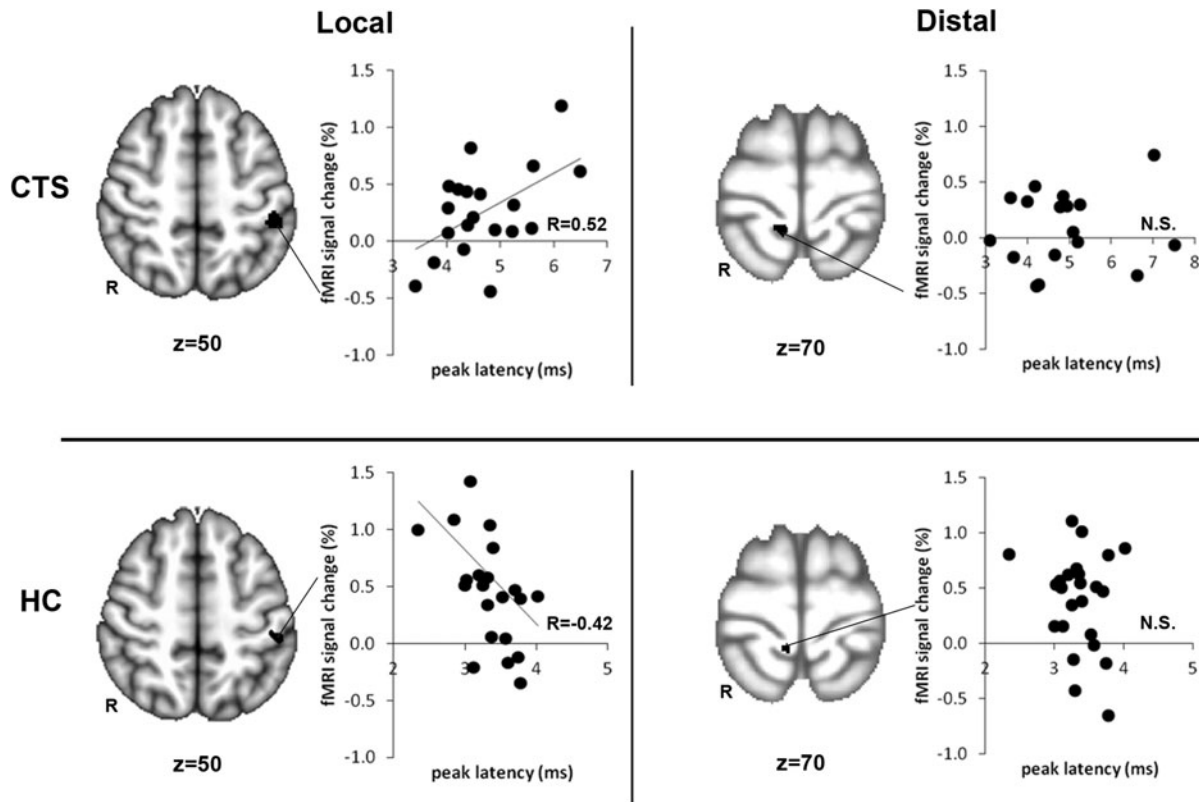 Local
Distal
CTS
R
z=50
fMRI signal change (%)
1.5
1.0
0.5
0.0
-0.5
-1.0
3 4 5 6 7
R=0.52
peak latency (ms)
R
z=70
fMRI signal change (%)
1.5
1.0
0.5
0.0
-0.5
-1.0
3 4 5 6 7 8
N.S.
peak latency (ms)
HC
R
z=50
fMRI signal change (%)
1.5
1.0
0.5
0.0
-0.5
-1.0
2 3 4 5
R=-0.42
peak latency (ms)
R
z=70
fMRI signal change (%)
1.5
1.0
0.5
0.0
-0.5
-1.0
2 3 4 5
N.S.
peak latency (ms)